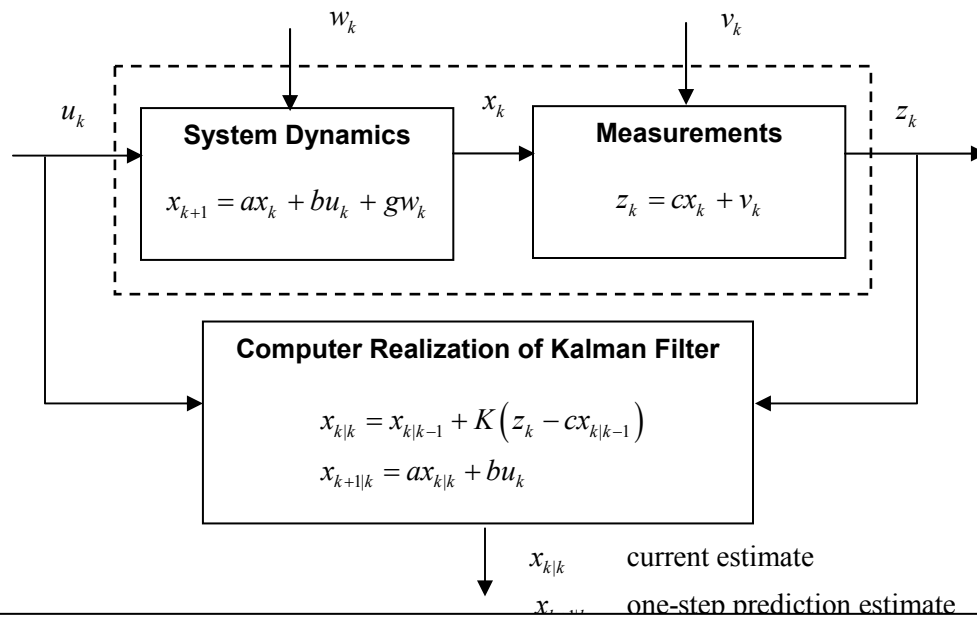 w_k
v_k
u_k
x_k
z_k
System Dynamics
x_{k+1} = ax_k + bu_k + gw_k
Measurements
z_k = cx_k + v_k
Computer Realization of Kalman Filter
x_{k|k} = x_{k|k-1} + K(z_k − cx_{k|k-1})
x_{k+1|k} = ax_{k|k} + bu_k
x_{k|k} current estimate
one-step prediction estimate